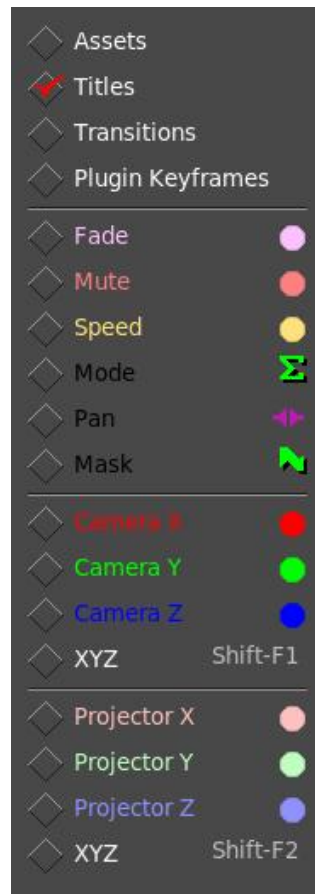 Assets
Titles
Transitions
Plugin Keyframes
Fade
Mute
Speed
Mode
Pan
Mask
Camera X
Camera Y
Camera Z
XYZ Shift-F1
Projector X
Projector Y
Projector Z
XYZ Shift-F2